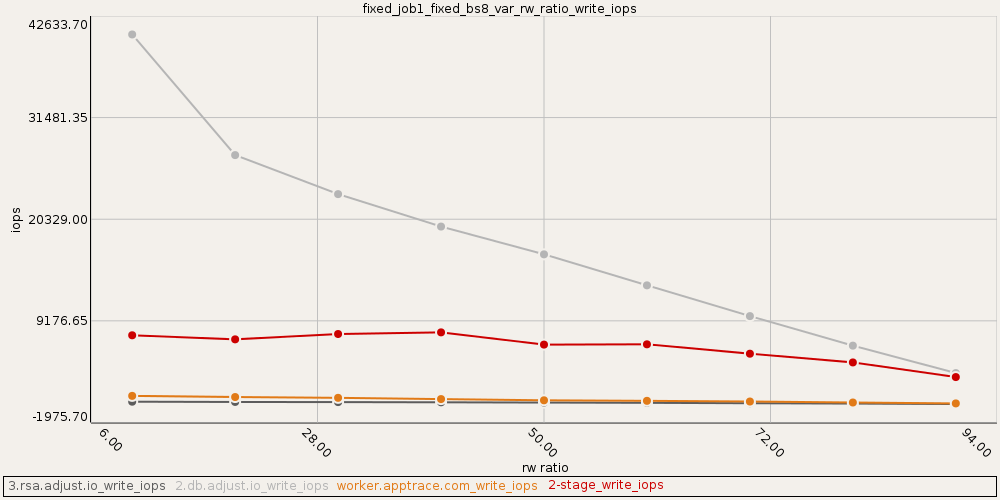 fixed_job1_fixed_bs8_var_rw_ratio_write_iops
42633.70
31481.35
20329.00
9176.65
-1975.70
iops
6.00
28.00
50.00
72.00
94.00
rw ratio
3.rsa.adjust.io_write_iops 2.db.adjust.io_write_iops worker.apptrace.com_write_iops 2-stage_write_iops